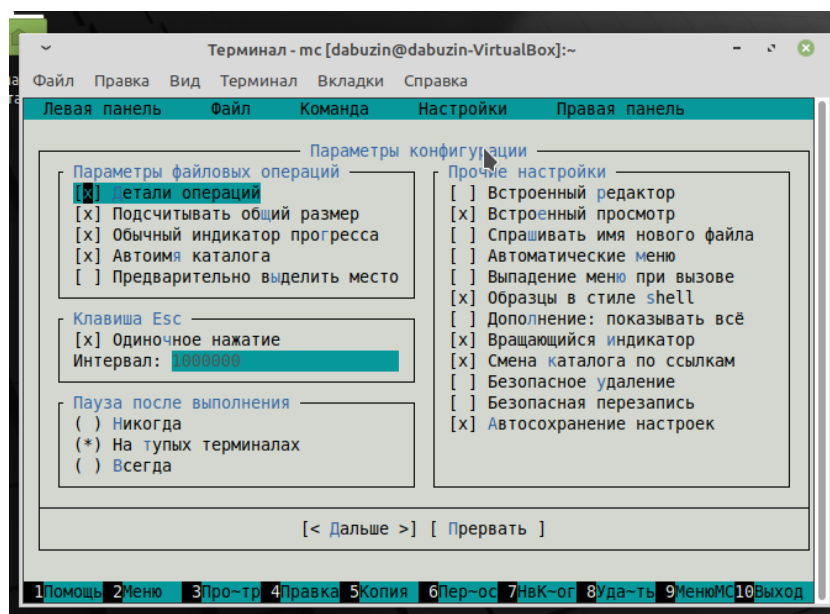 Терминал - mc [dabuzin@dabuzin-VirtualBox]:~
Файл Правка Вид Терминал Вкладки Справка
Левая панель Файл Команда Настройки Правая панель
Параметры конфигурации
Параметры файловых операций
[x] Детали операций
[x] Подсчитывать общий размер
[x] Обычный индикатор прогресса
[x] Автоимя каталога
[ ] Предварительно выделить место
Клавиша Esc
[x] Одиночное нажатие
Интервал: 1000000
Пауза после выполнения
( ) Никогда
(*) На тупых терминалах
( ) Всегда
Прочие настройки
[ ] Встроенный редактор
[x] Встроенный просмотр
[ ] Спрашивать имя нового файла
[ ] Автоматические меню
[ ] Выпадение меню при вызове
[x] Образцы в стиле shell
[ ] Дополнение: показывать всё
[x] Вращающийся индикатор
[x] Смена каталога по ссылкам
[ ] Безопасное удаление
[ ] Безопасная перезапись
[x] Автосохранение настроек
[< Дальше >] [ Прервать ]
1Помощь 2Меню 3Про~тр 4Правка 5Копия 6Пер~ос 7НвК~ог 8Уда~ть 9МенюMC 10Выход